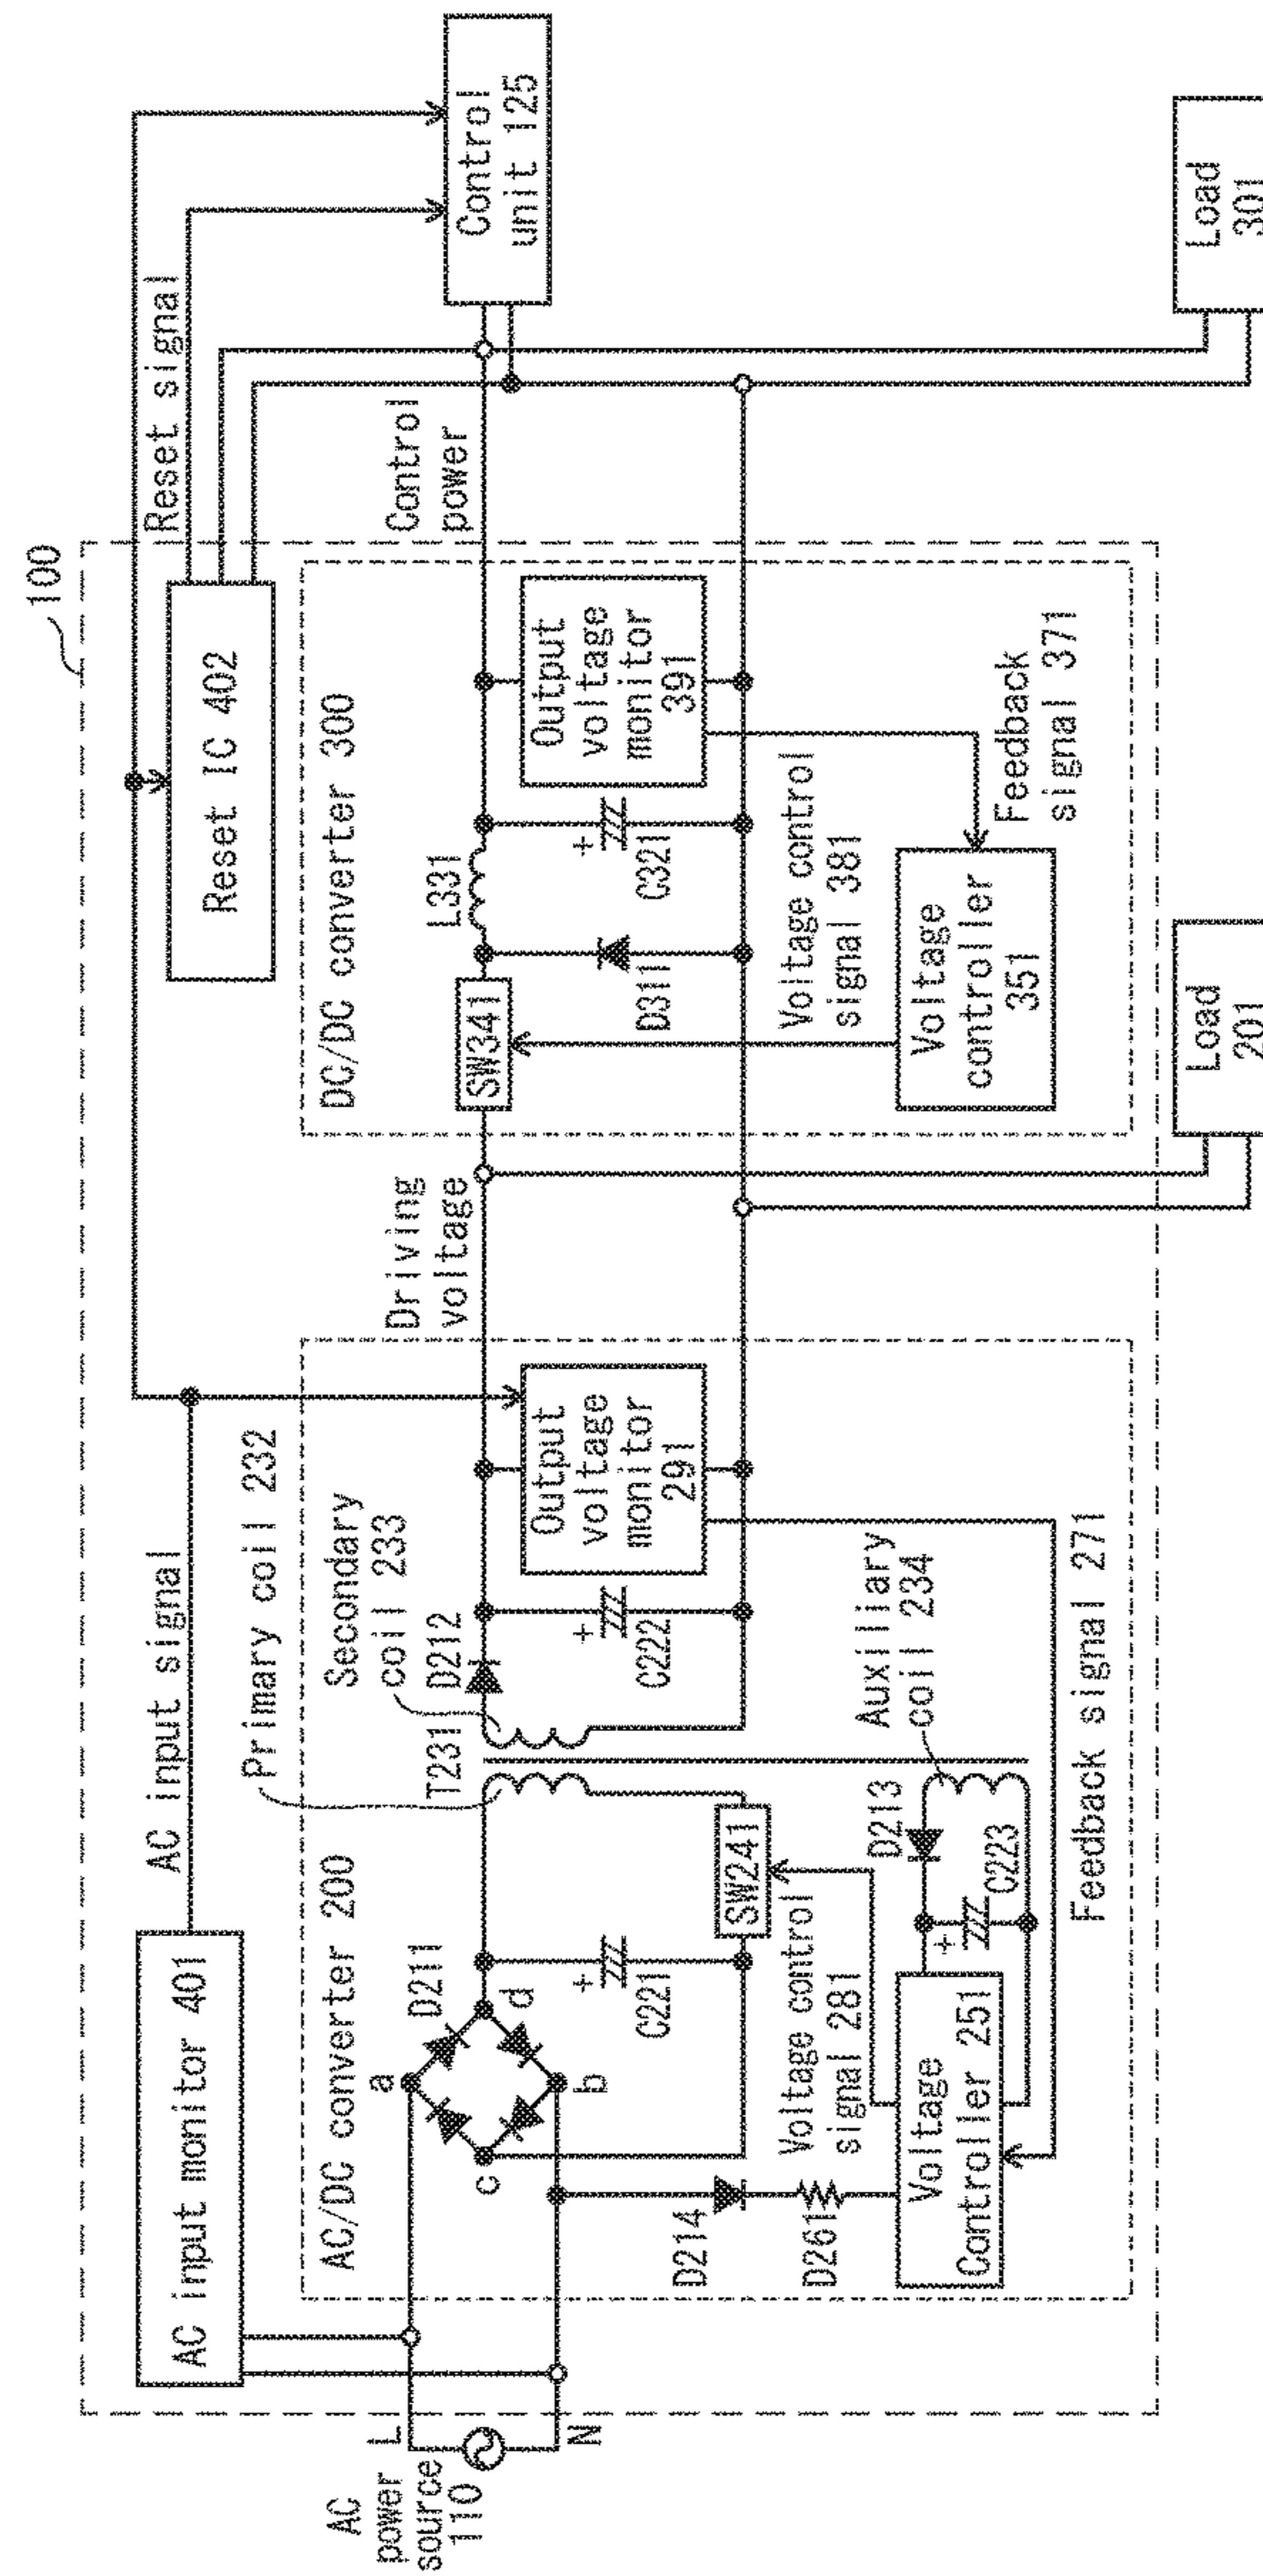 100
AC input monitor 401
AC input signal
Reset IC 402
Reset signal
AC
power
source
110
L
N
AC/DC converter 200
Primary coil 232
Secondary
coil 233
D211
a
b
c
d
C221
T231
D212
C222
Output
voltage
monitor
291
SW241
Voltage control
signal 281
D214
D261
Voltage
Controller 251
D213
C223
Auxiliary
coil 234
Feedback signal 271
Driving
voltage
DC/DC converter 300
SW341
L331
D311
C321
Output
voltage
monitor
391
Voltage control
signal 381
Voltage
controller
351
Feedback
signal 371
Control
power
Control
unit 125
Load
201
Load
301